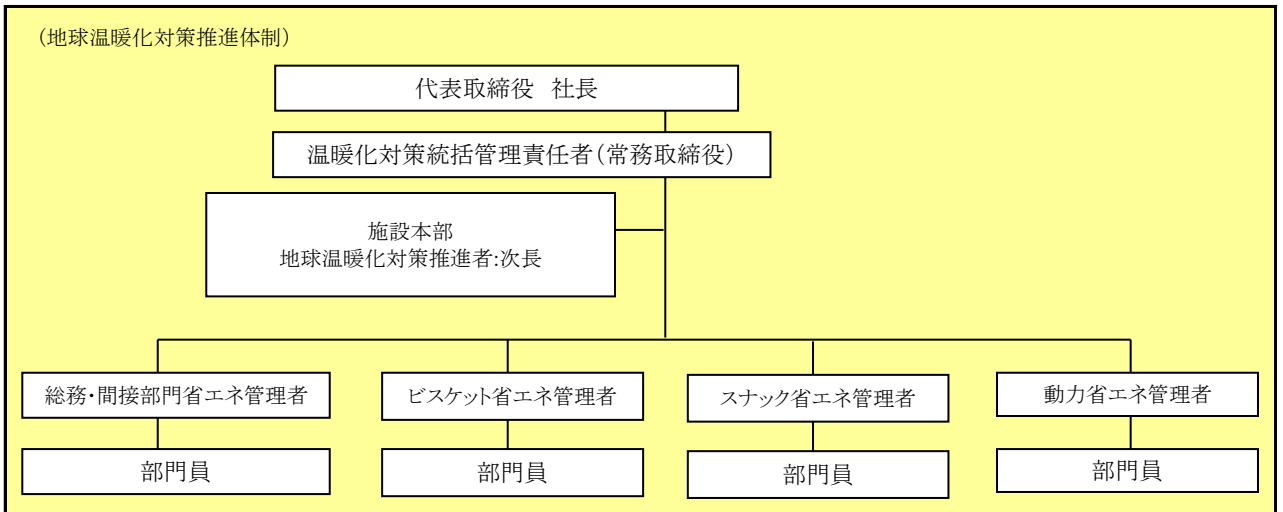 （地球温暖化対策推進体制）
代表取締役　社長
温暖化対策統括管理責任者（常務取締役）
施設本部
地球温暖化対策推進者:次長
総務・間接部門省エネ管理者
ビスケット省エネ管理者
スナック省エネ管理者
動力省エネ管理者
部門員
部門員
部門員
部門員